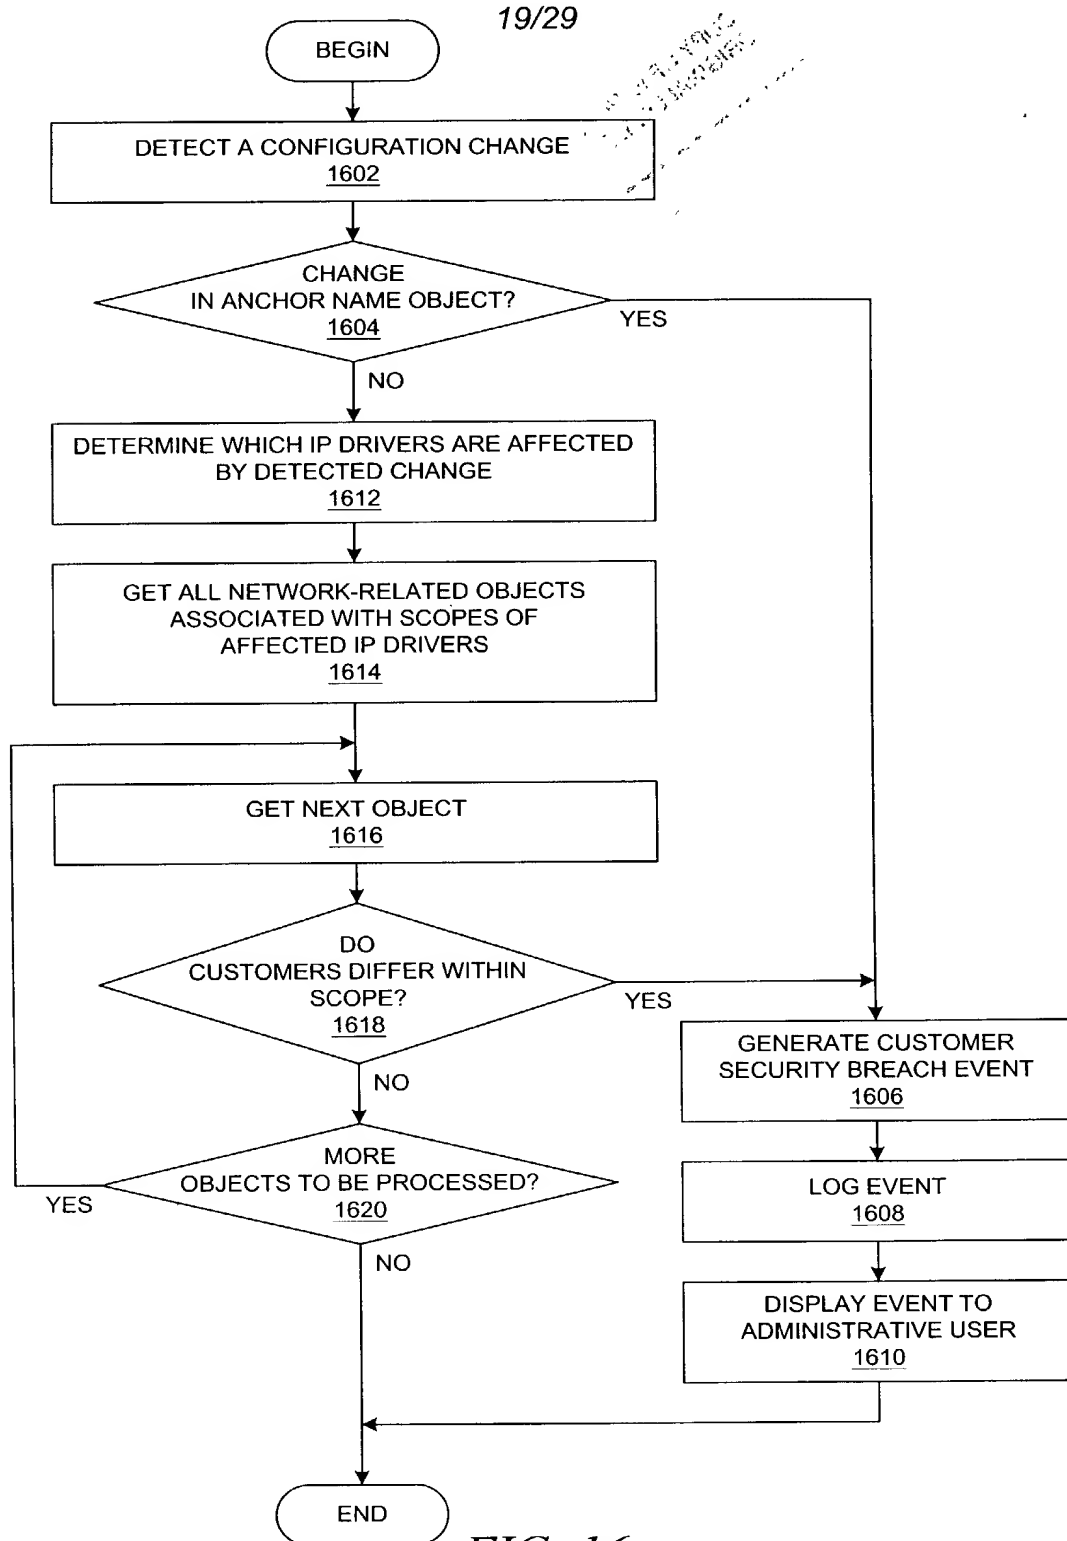 19/29
BEGIN
DETECT A CONFIGURATION CHANGE
1602
CHANGE
IN ANCHOR NAME OBJECT?
1604
YES
NO
DETERMINE WHICH IP DRIVERS ARE AFFECTED
BY DETECTED CHANGE
1612
GET ALL NETWORK-RELATED OBJECTS
ASSOCIATED WITH SCOPES OF
AFFECTED IP DRIVERS
1614
GET NEXT OBJECT
1616
DO
CUSTOMERS DIFFER WITHIN
SCOPE?
1618
YES
NO
GENERATE CUSTOMER
SECURITY BREACH EVENT
1606
MORE
OBJECTS TO BE PROCESSED?
1620
YES
NO
LOG EVENT
1608
DISPLAY EVENT TO
ADMINISTRATIVE USER
1610
END
FIG. 16